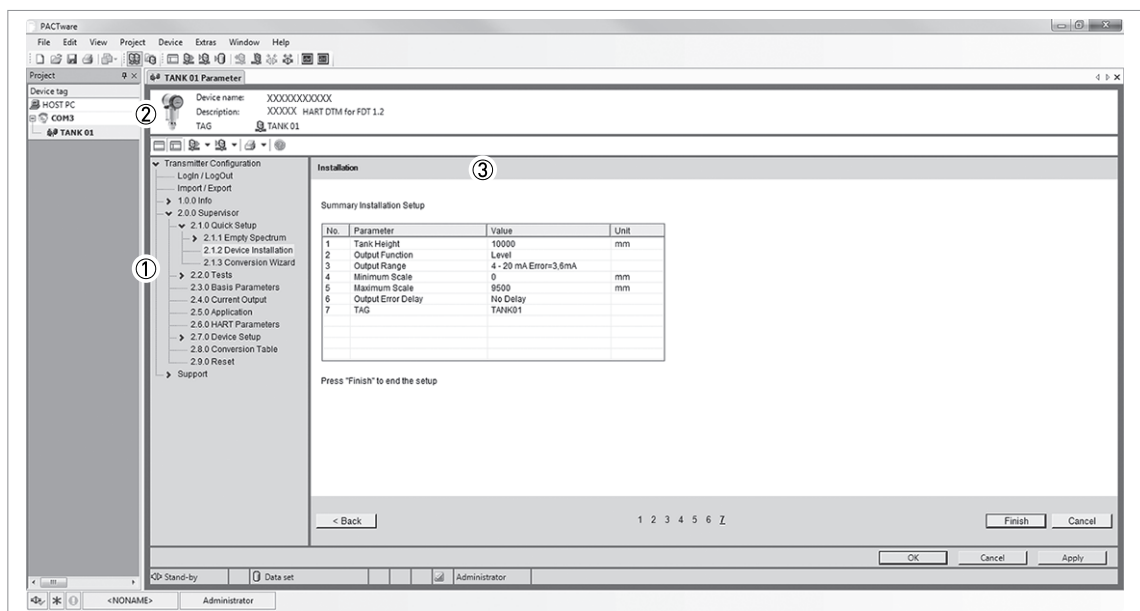 PACTware
File Edit View Project Device Extras Window Help
Project
TANK 01 Parameter
Device tag
HOST PC
COM3
TANK 01
②
Device name: XXXXXXXXXXX
Description: XXXXX HART DTM for FDT 1.2
TAG TANK 01
①
Transmitter Configuration
LogIn / LogOut
Import / Export
1.0.0 Info
2.0.0 Supervisor
2.1.0 Quick Setup
2.1.1 Empty Spectrum
2.1.2 Device Installation
2.1.3 Conversion Wizard
2.2.0 Tests
2.3.0 Basis Parameters
2.4.0 Current Output
2.5.0 Application
2.6.0 HART Parameters
2.7.0 Device Setup
2.8.0 Conversion Table
2.9.0 Reset
Support
Installation ③
Summary Installation Setup
No. Parameter Value Unit
1 Tank Height 10000 mm
2 Output Function Level
3 Output Range 4 - 20 mA Error=3,6mA
4 Minimum Scale 0 mm
5 Maximum Scale 9500 mm
6 Output Error Delay No Delay
7 TAG TANK01
Press "Finish" to end the setup
< Back 1 2 3 4 5 6 7 Finish Cancel
OK Cancel Apply
Stand-by Data set Administrator
<NONAME> Administrator